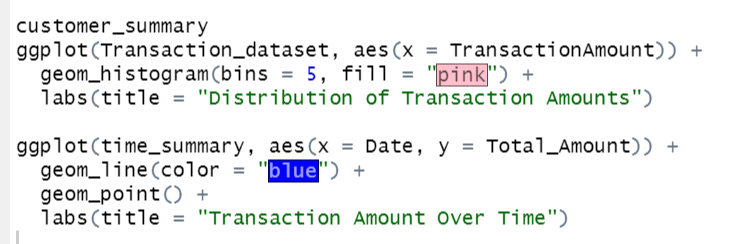 customer_summary
ggplot(Transaction_dataset, aes(x = TransactionAmount)) +
  geom_histogram(bins = 5, fill = "pink") +
  labs(title = "Distribution of Transaction Amounts")

ggplot(time_summary, aes(x = Date, y = Total_Amount)) +
  geom_line(color = "blue") +
  geom_point() +
  labs(title = "Transaction Amount Over Time")